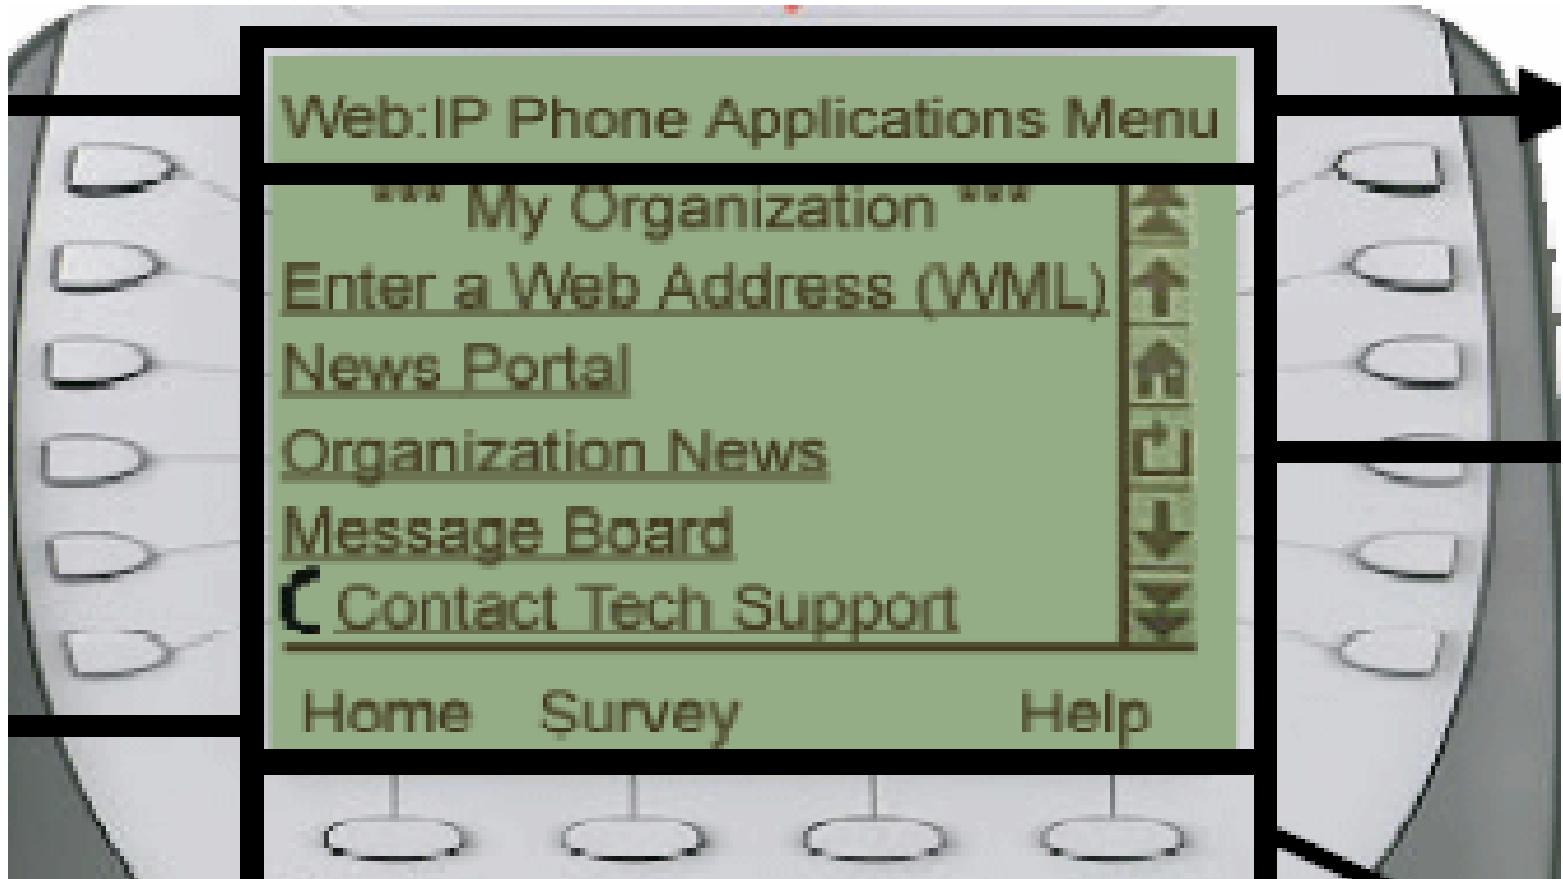 Web:IP Phone Applications Menu
*** My Organization ***
Enter a Web Address (WML)
News Portal
Organization News
Message Board
Contact Tech Support
Home Survey Help